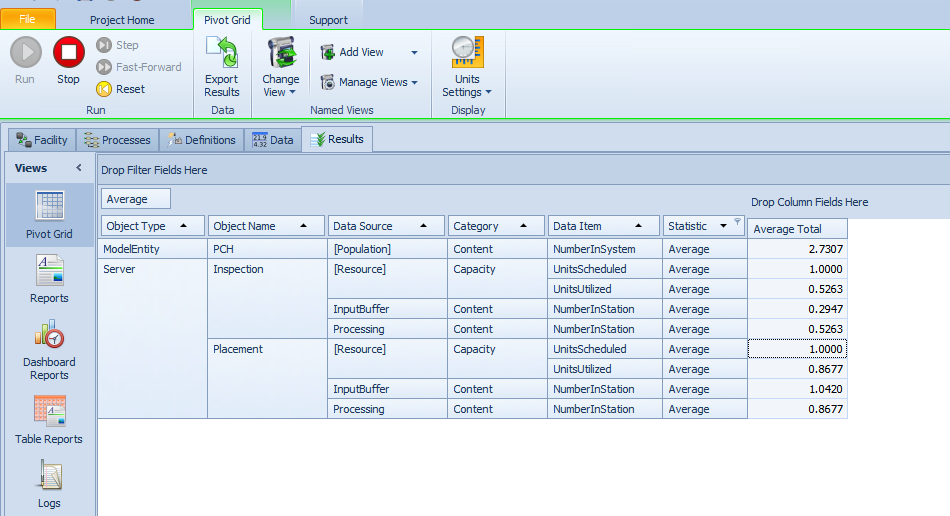 File Project Home Pivot Grid Support
Run
Stop
Step
Fast-Forward
Reset
Export
Results
Change
View
Add View
Manage Views
Units
Settings
Run Data Named Views Display
Facility Processes Definitions 21.9 4.32 Data Results
Views <
Pivot Grid
Reports
Dashboard
Reports
Table Reports
Logs
Drop Filter Fields Here
Average
Drop Column Fields Here
Object Type Object Name Data Source Category Data Item Statistic Average Total
ModelEntity PCH [Population] Content NumberInSystem Average 2.7307
Server Inspection [Resource] Capacity UnitsScheduled Average 1.0000
UnitsUtilized Average 0.5263
InputBuffer Content NumberInStation Average 0.2947
Processing Content NumberInStation Average 0.5263
Placement [Resource] Capacity UnitsScheduled Average 1.0000
UnitsUtilized Average 0.8677
InputBuffer Content NumberInStation Average 1.0420
Processing Content NumberInStation Average 0.8677